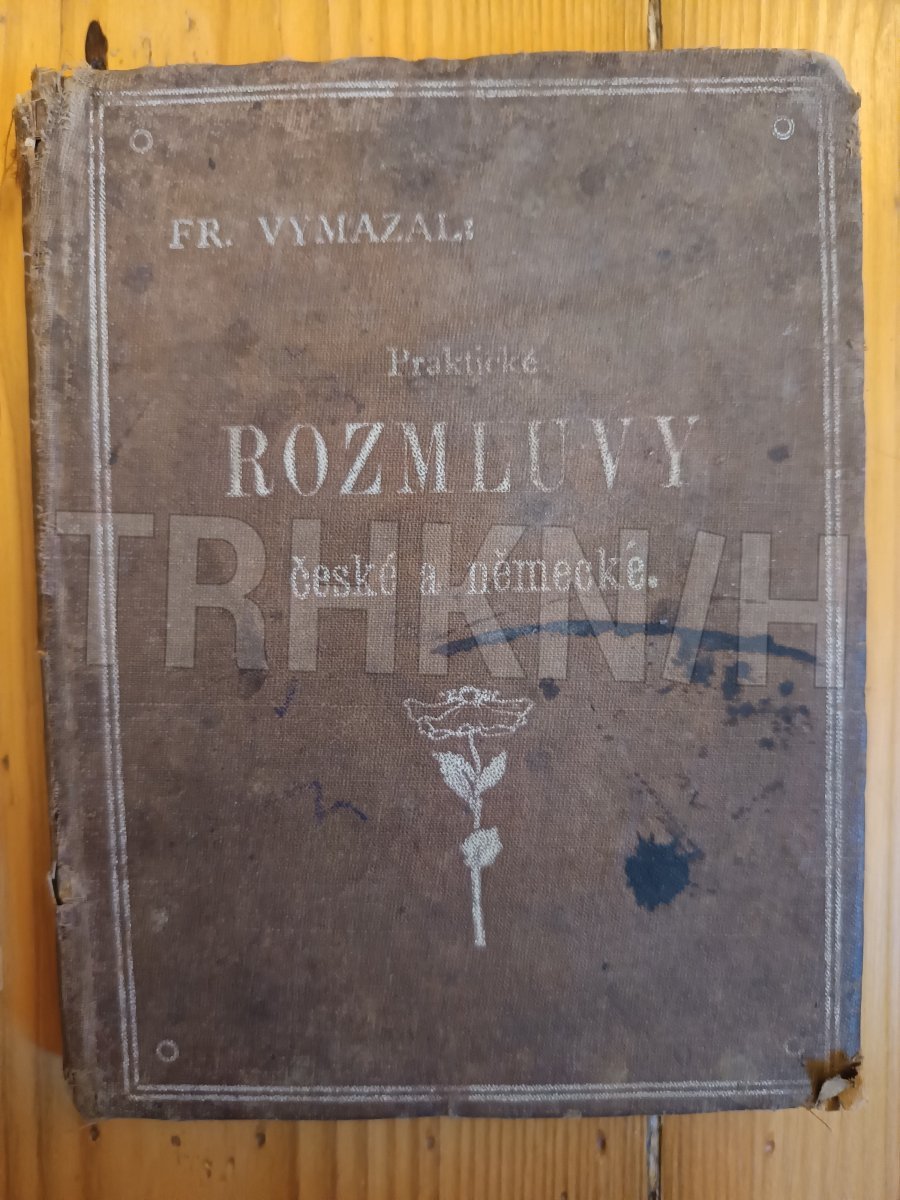 FR. VYMAZAL:
Praktické
ROZMLUVY
české a německé.
TRHKNIH